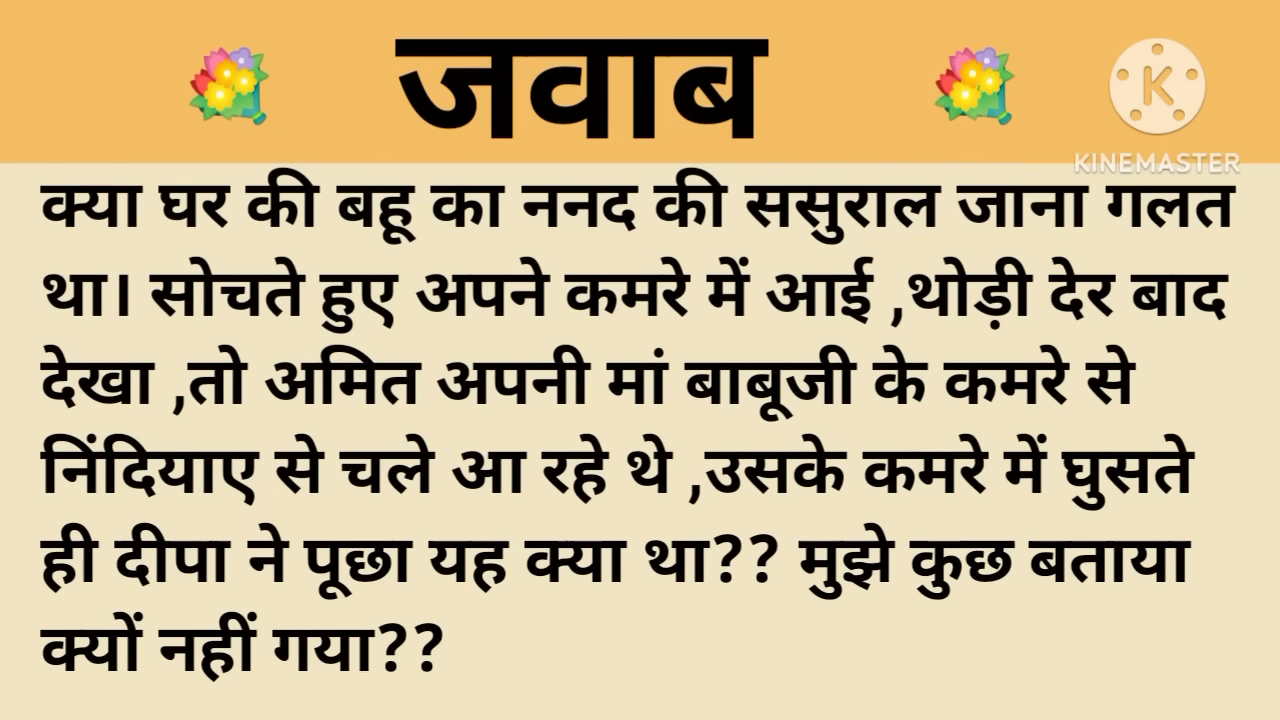 जवाब
K
KINEMASTER
क्या घर की बहू का ननद की ससुराल जाना गलत
था। सोचते हुए अपने कमरे में आई ,थोड़ी देर बाद
देखा ,तो अमित अपनी मां बाबूजी के कमरे से
निंदियाए से चले आ रहे थे ,उसके कमरे में घुसते
ही दीपा ने पूछा यह क्या था?? मुझे कुछ बताया
क्यों नहीं गया??